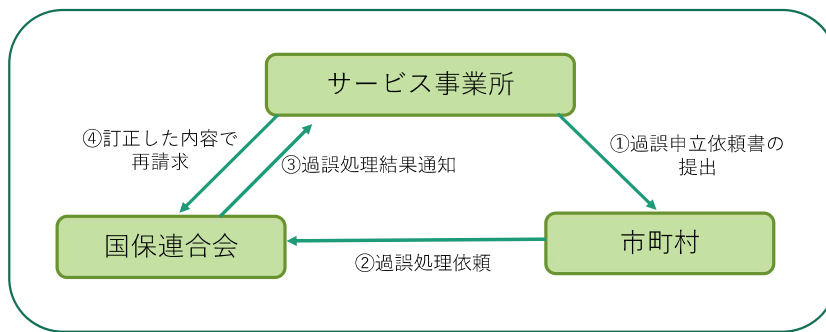 サービス事業所
④訂正した内容で
再請求
③過誤処理結果通知
①過誤申立依頼書の
提出
国保連合会
②過誤処理依頼
市町村